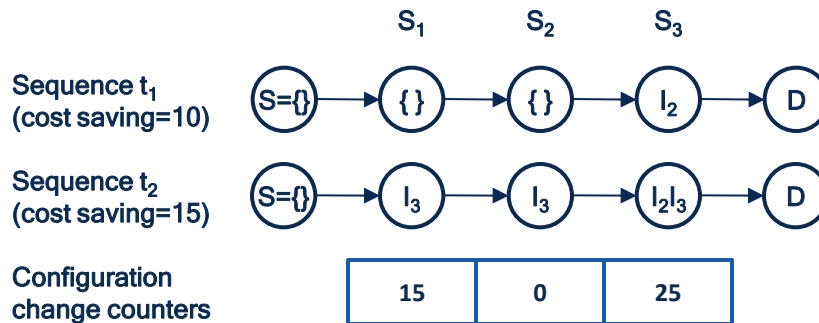 S₁ S₂ S₃
Sequence t₁
(cost saving=10)
S={} { } { } I₂ D
Sequence t₂
(cost saving=15)
S={} I₃ I₃ I₂I₃ D
Configuration
change counters
15 0 25